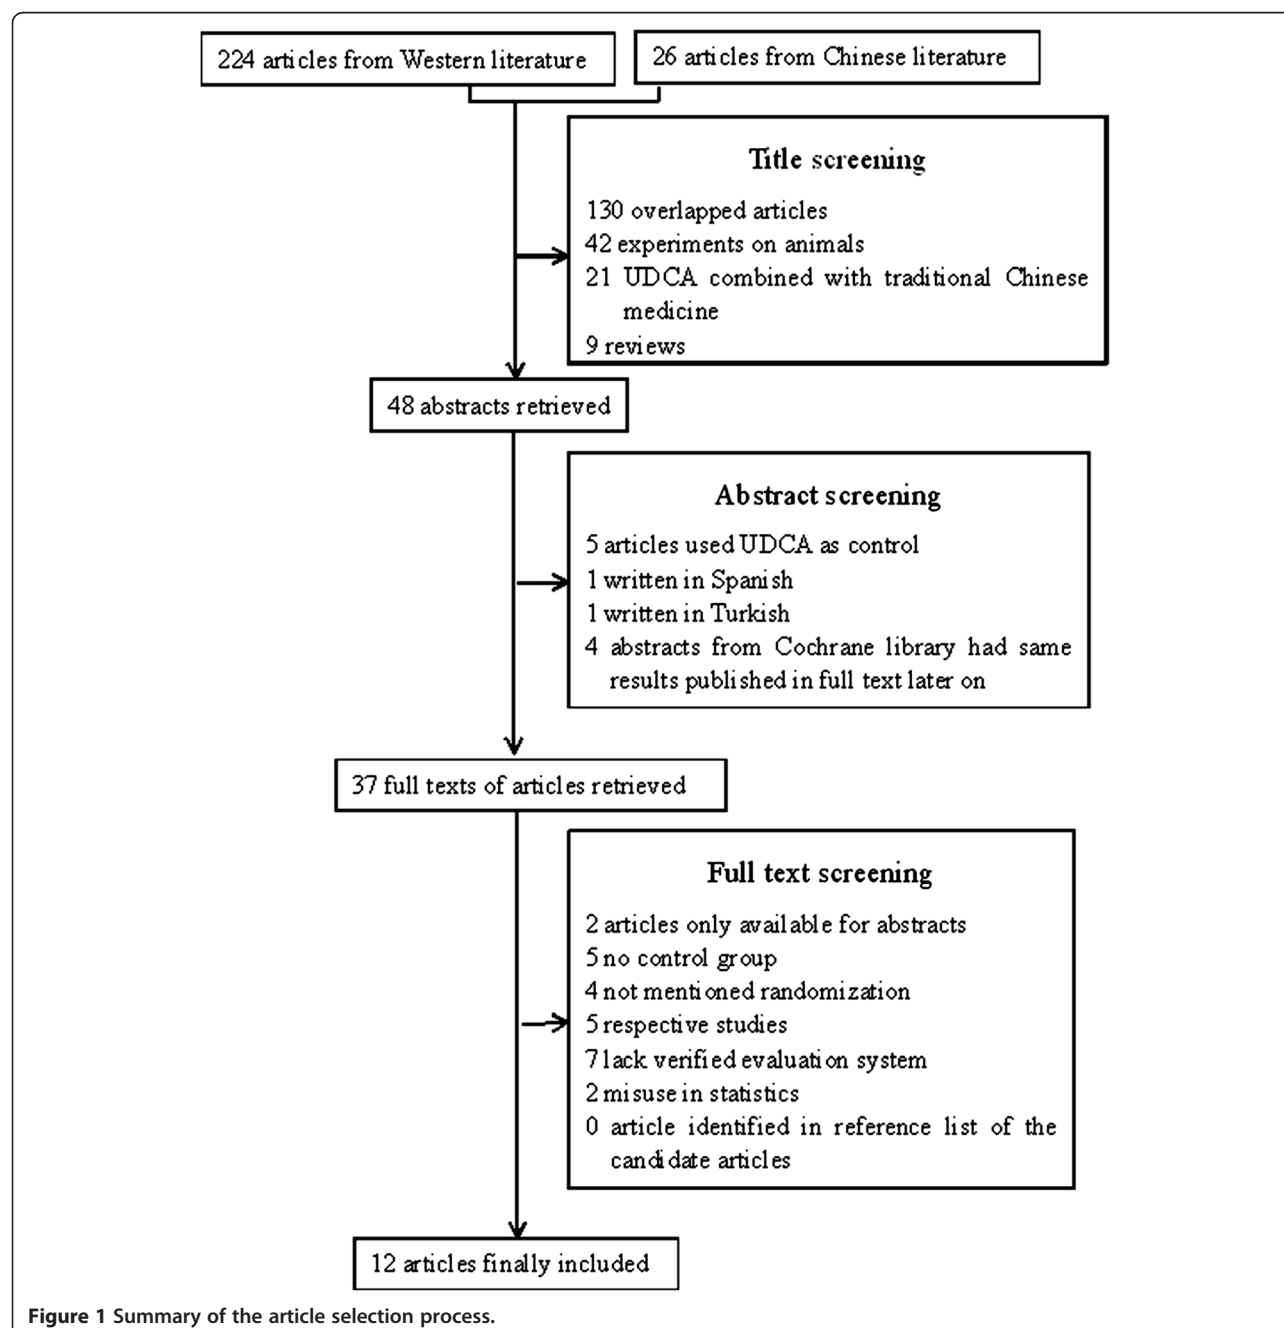 224 articles from Western literature
26 articles from Chinese literature
Title screening
130 overlapped articles
42 experiments on animals
21 UDCA combined with traditional Chinese
medicine
9 reviews
48 abstracts retrieved
Abstract screening
5 articles used UDCA as control
1 written in Spanish
1 written in Turkish
4 abstracts from Cochrane library had same
results published in full text later on
37 full texts of articles retrieved
Full text screening
2 articles only available for abstracts
5 no control group
4 not mentioned randomization
5 respective studies
7 lack verified evaluation system
2 misuse in statistics
0 article identified in reference list of the
candidate articles
12 articles finally included
Figure 1 Summary of the article selection process.